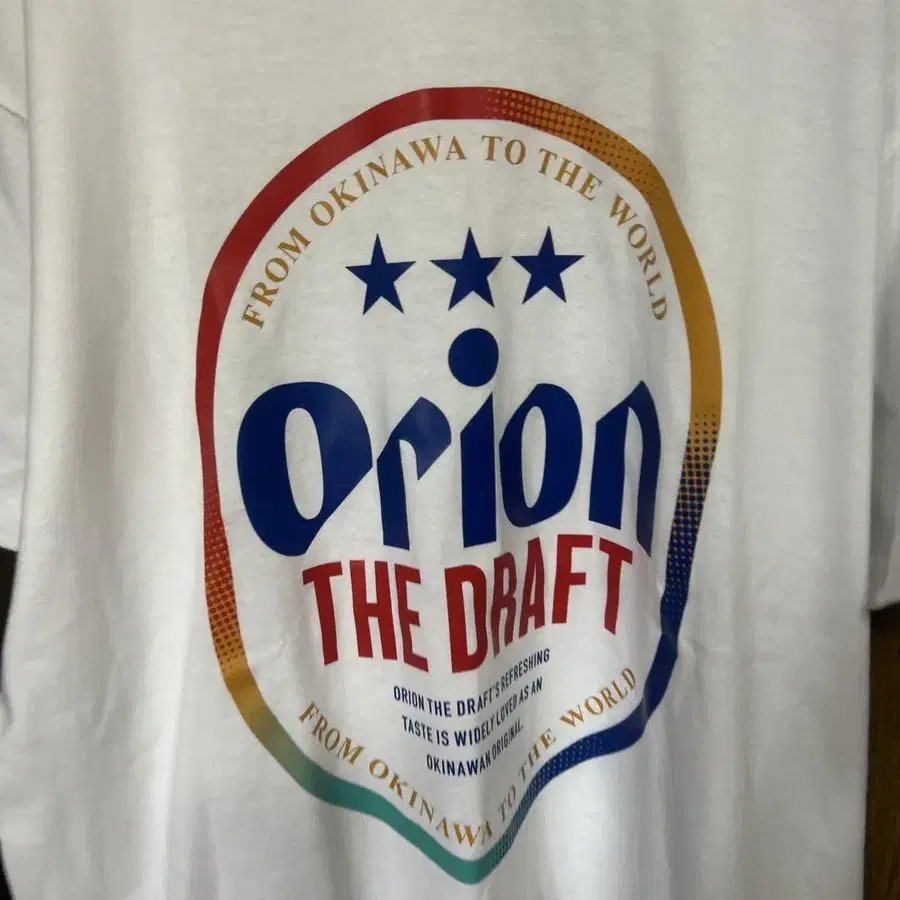 FROM OKINAWA TO THE WORLD
Orion
THE DRAFT
ORION THE DRAFT'S REFRESHING
TASTE IS WIDELY LOVED AS AN
OKINAWAN ORIGINAL.
FROM OKINAWA TO THE WORLD